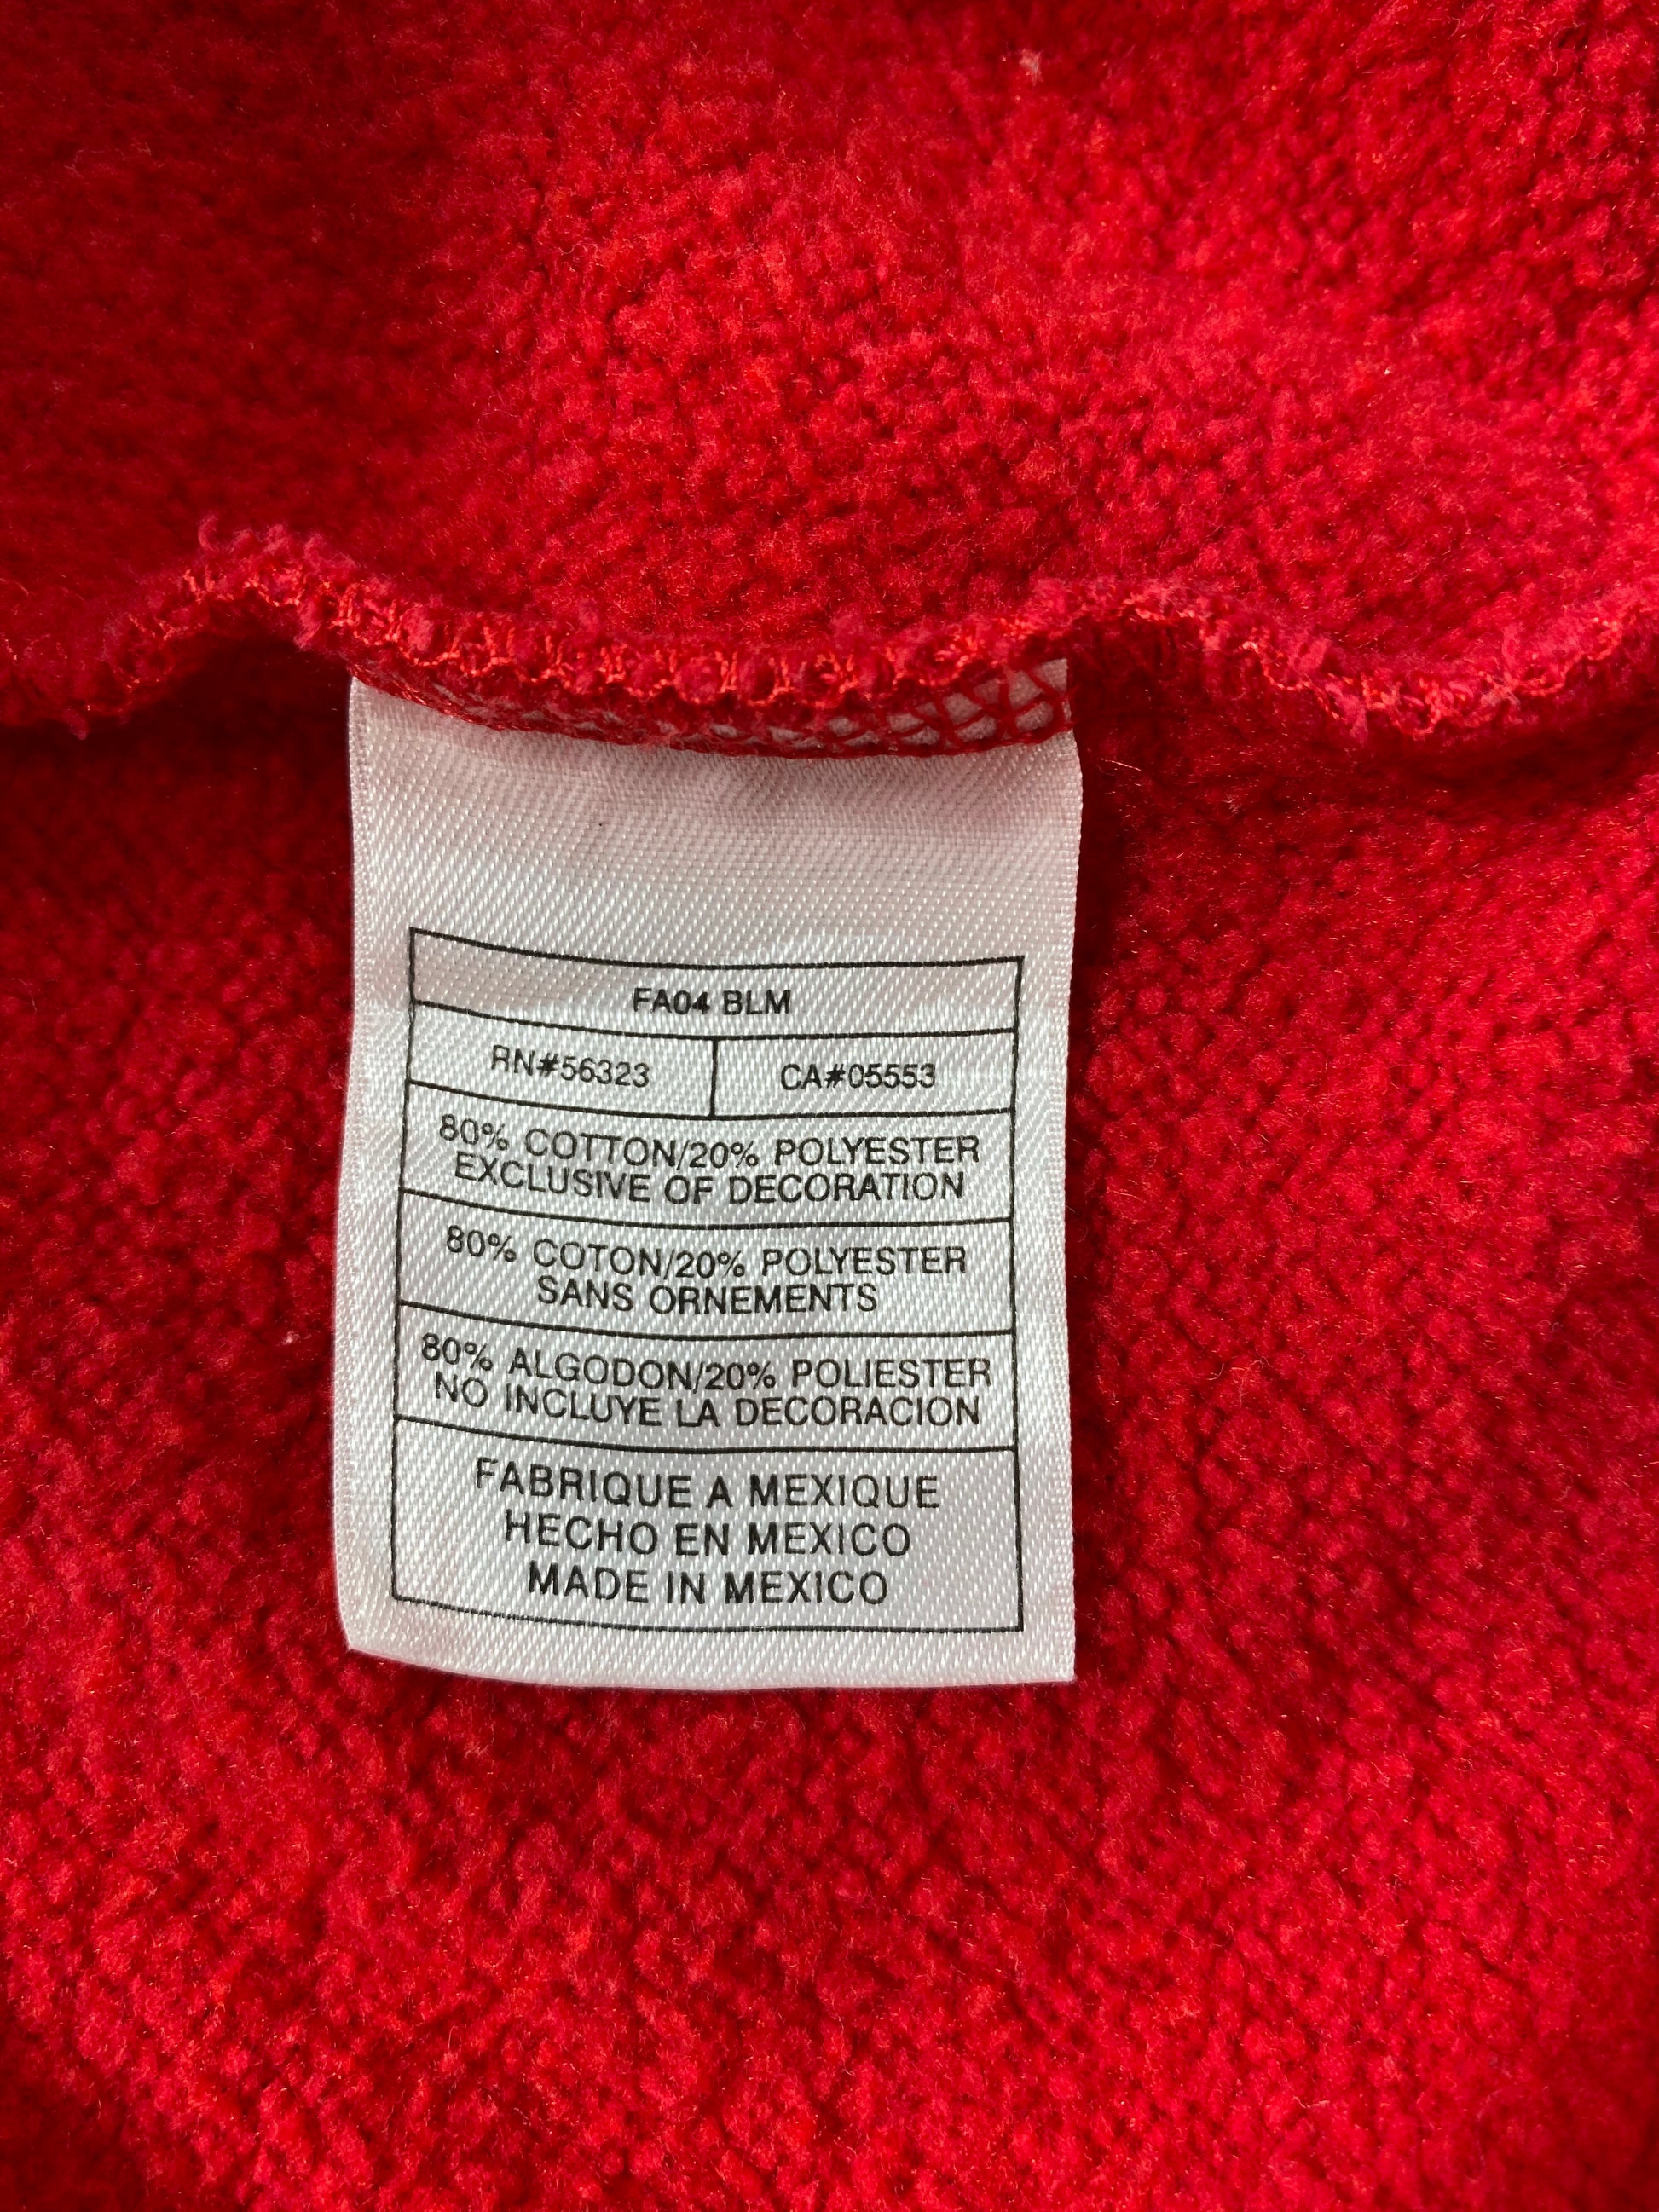 FA04 BLM
RN#56323 CA#05553
80% COTTON/20% POLYESTER
EXCLUSIVE OF DECORATION
80% COTON/20% POLYESTER
SANS ORNEMENTS
80% ALGODON/20% POLIESTER
NO INCLUYE LA DECORACION
FABRIQUE A MEXIQUE
HECHO EN MEXICO
MADE IN MEXICO